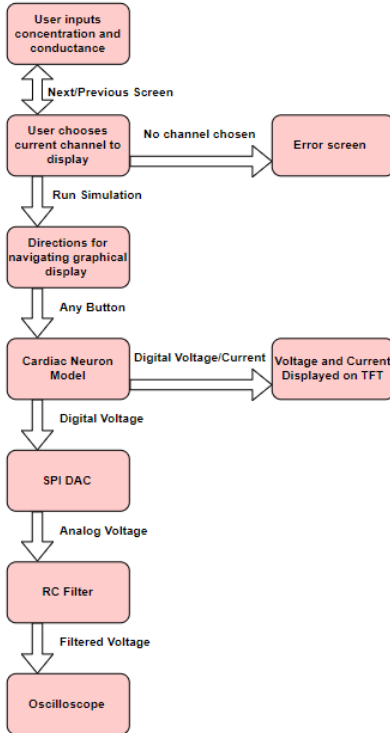 User inputs
concentration and
conductance
Next/Previous Screen
User chooses
current channel to
display
No channel chosen
Error screen
Run Simulation
Directions for
navigating graphical
display
Any Button
Cardiac Neuron
Model
Digital Voltage/Current
Voltage and Current
Displayed on TFT
Digital Voltage
SPI DAC
Analog Voltage
RC Filter
Filtered Voltage
Oscilloscope